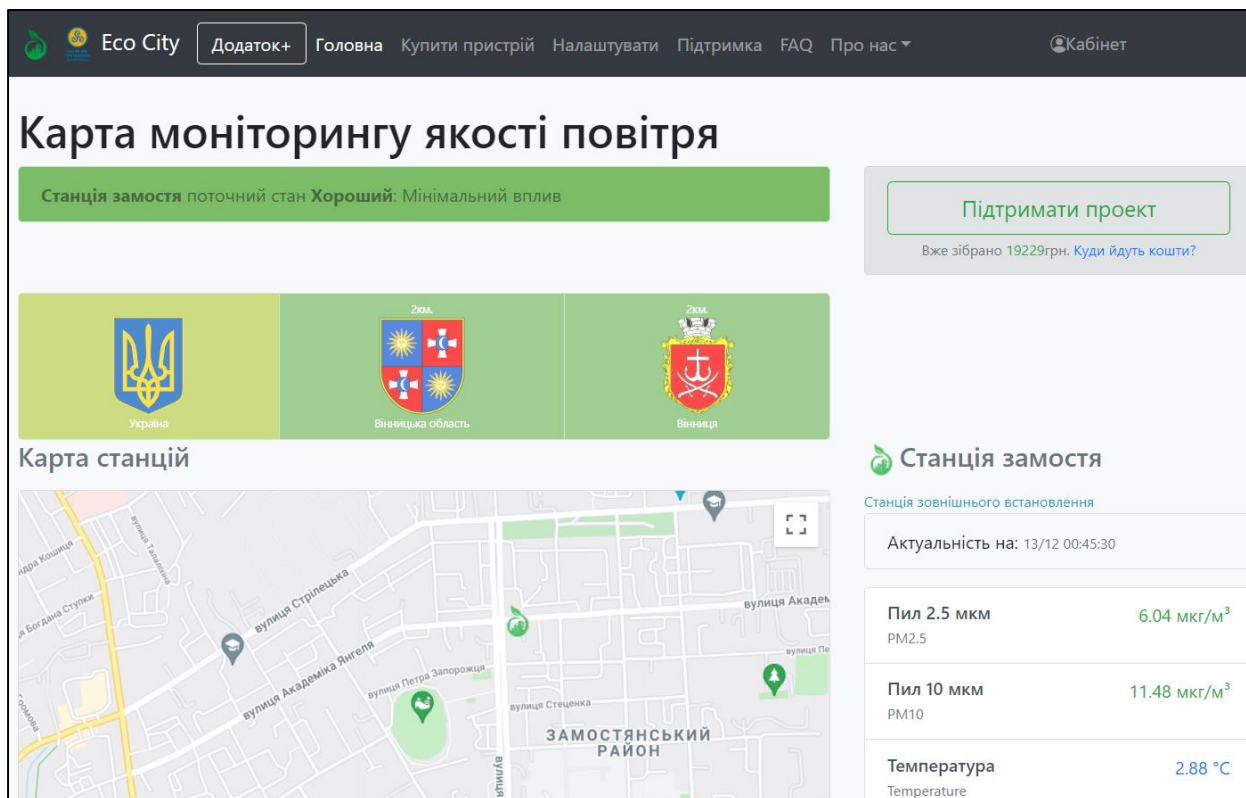 Eco City Додаток+ Головна Купити пристрій Налаштувати Підтримка FAQ Про нас Кабінет
Карта моніторингу якості повітря
Станція замостя поточний стан Хороший: Мінімальний вплив
Підтримати проект
Вже зібрано 19229грн. Куди йдуть кошти?
2км.
2км.
Україна
Вінницька область
Вінниця
Карта станцій
вулиця Талалихіна
Богдана Ступки
вулиця Стрілецька
вулиця Академіка Янгеля
вулиця Петра Запорожця
вулиця Академ
вулиця Пе
вулиця Стеценка
ЗАМОСТЯНСЬКИЙ
РАЙОН
вулиця
Станція замостя
Станція зовнішнього встановлення
Актуальність на: 13/12 00:45:30
Пил 2.5 мкм 6.04 мкг/м³
PM2.5
Пил 10 мкм 11.48 мкг/м³
PM10
Температура 2.88 °C
Temperature